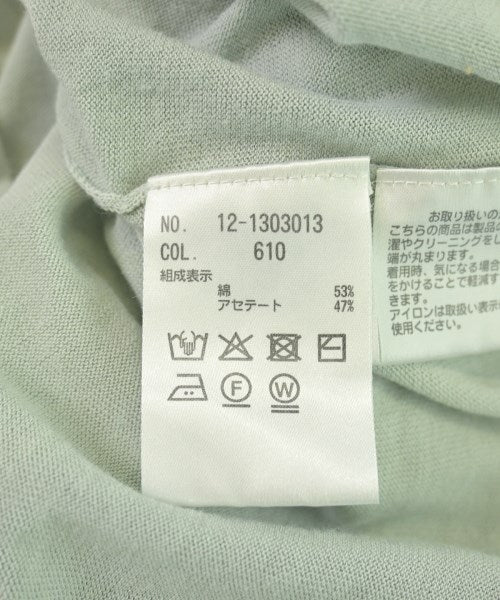 NO. 12-1303013
COL. 610
組成表示
綿 53%
アセテート 47%
F W
お取り扱いの
こちらの商品は製品の
濯やクリーニングをし
端が丸まります。
着用時、気になる場合
をかけることで軽減す
きます。
アイロンは取扱い表示
使用ください。